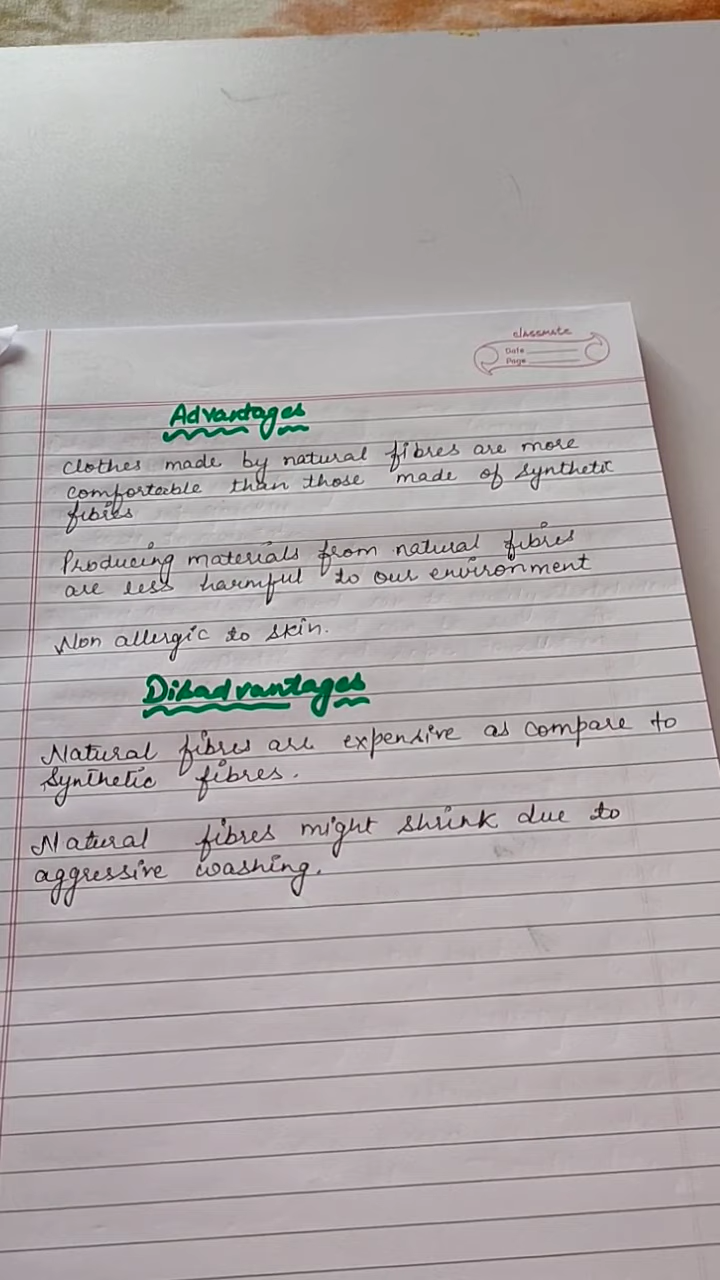 classmate
Date
Page
Advantages
Clothes made by natural fibres are more
comfortable than those made of synthetic
fibres
Producing materials from natural fibres
are less harmful to our environment
Non allergic to skin.
Disadvantages
Natural fibres are expensive as compare to
Synthetic fibres.
Natural fibres might shrink due to
aggressive washing.